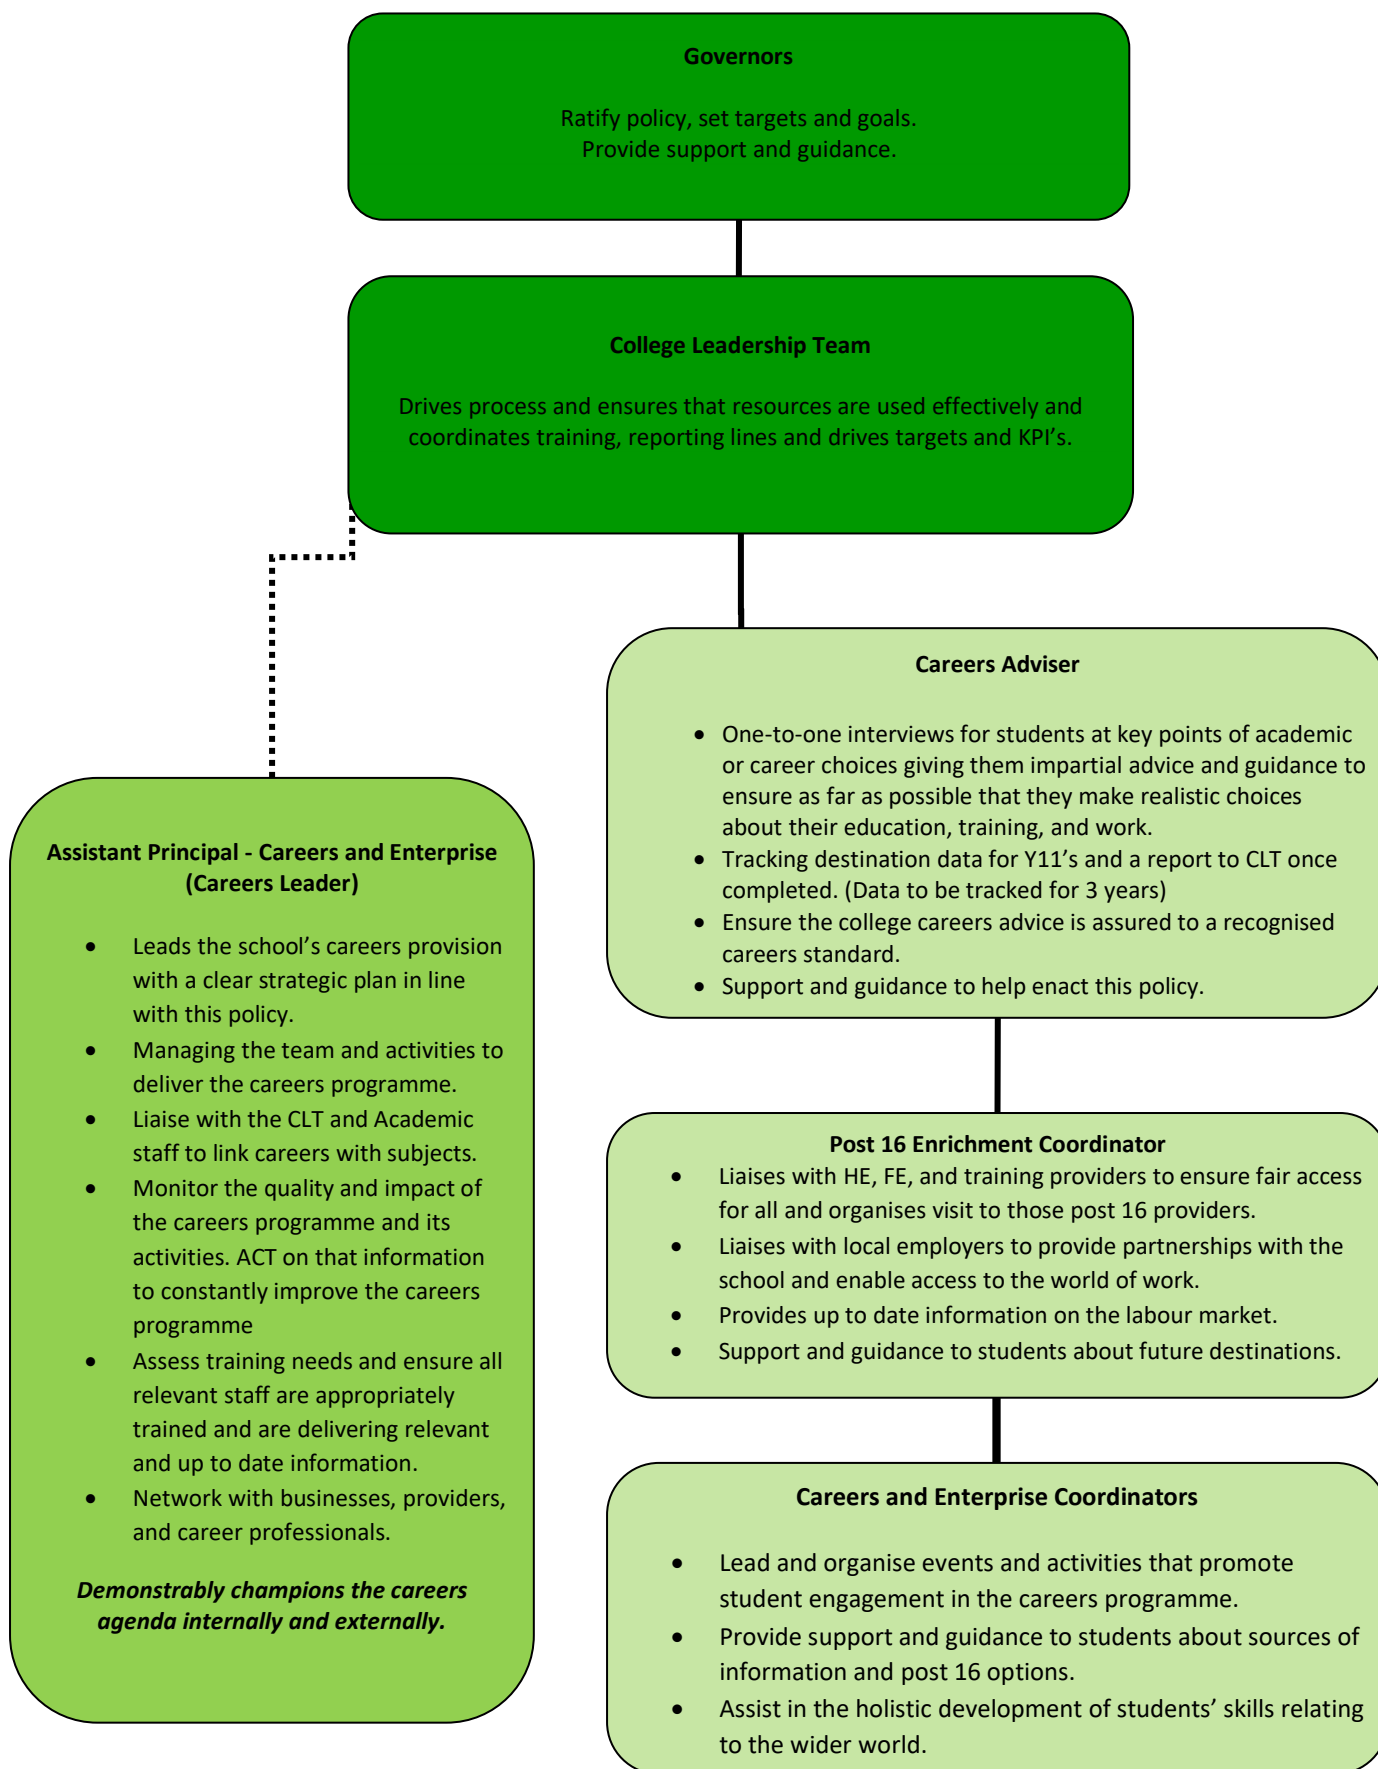 Governors
Ratify policy, set targets and goals.
Provide support and guidance.
College Leadership Team
Drives process and ensures that resources are used effectively and
coordinates training, reporting lines and drives targets and KPI’s.
Careers Adviser
• One-to-one interviews for students at key points of academic
or career choices giving them impartial advice and guidance to
ensure as far as possible that they make realistic choices
about their education, training, and work.
• Tracking destination data for Y11’s and a report to CLT once
completed. (Data to be tracked for 3 years)
• Ensure the college careers advice is assured to a recognised
careers standard.
• Support and guidance to help enact this policy.
Assistant Principal - Careers and Enterprise
(Careers Leader)
• Leads the school’s careers provision
with a clear strategic plan in line
with this policy.
• Managing the team and activities to
deliver the careers programme.
• Liaise with the CLT and Academic
staff to link careers with subjects.
• Monitor the quality and impact of
the careers programme and its
activities. ACT on that information
to constantly improve the careers
programme
• Assess training needs and ensure all
relevant staff are appropriately
trained and are delivering relevant
and up to date information.
• Network with businesses, providers,
and career professionals.
Demonstrably champions the careers
agenda internally and externally.
Post 16 Enrichment Coordinator
• Liaises with HE, FE, and training providers to ensure fair access
for all and organises visit to those post 16 providers.
• Liaises with local employers to provide partnerships with the
school and enable access to the world of work.
• Provides up to date information on the labour market.
• Support and guidance to students about future destinations.
Careers and Enterprise Coordinators
• Lead and organise events and activities that promote
student engagement in the careers programme.
• Provide support and guidance to students about sources of
information and post 16 options.
• Assist in the holistic development of students’ skills relating
to the wider world.